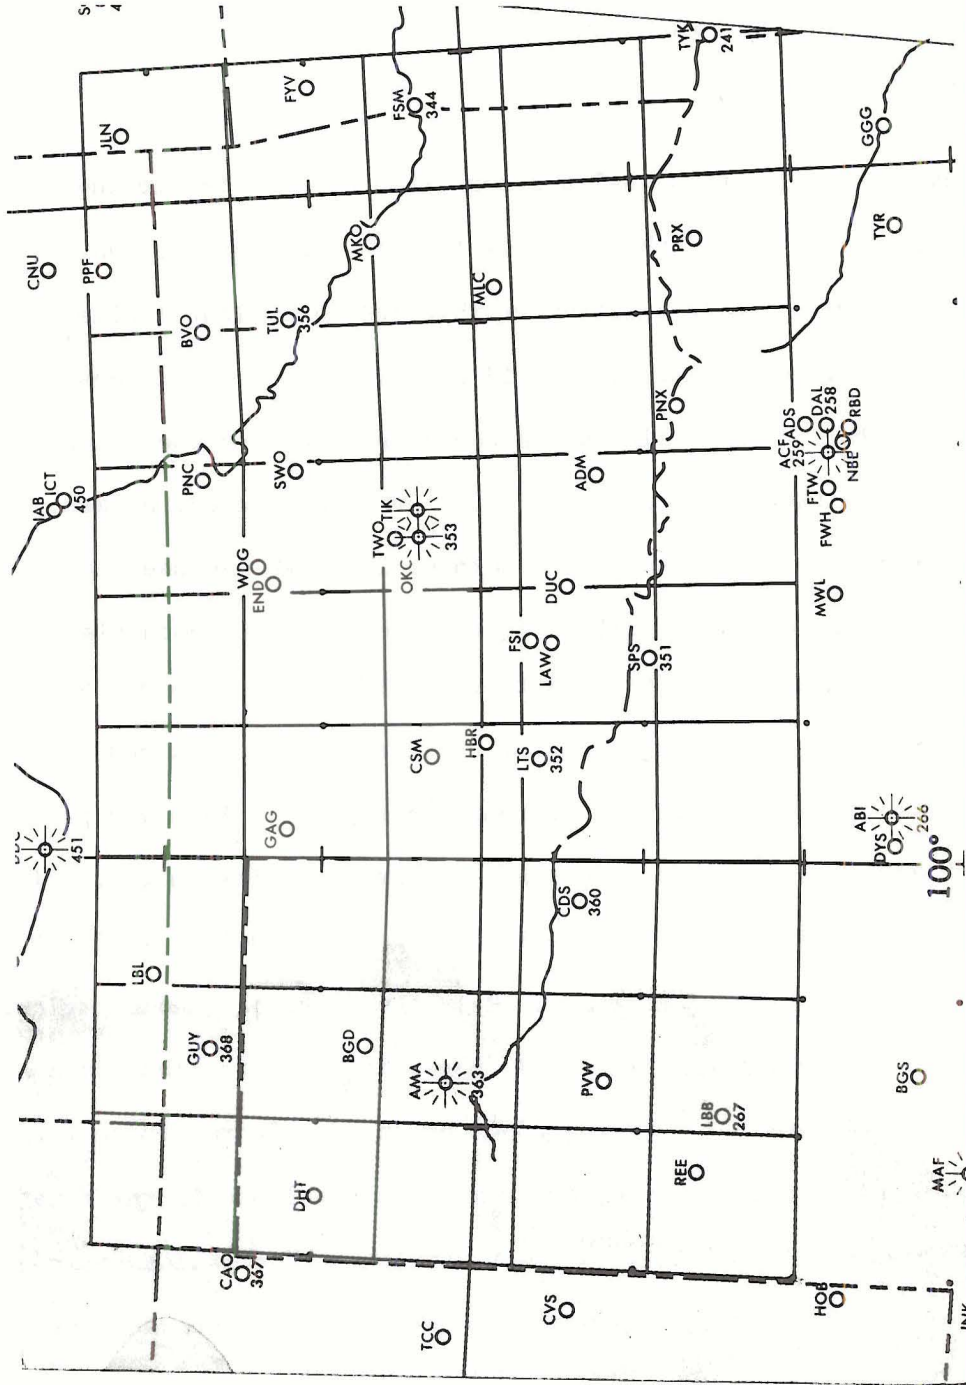 JLN
FYV
FSM
344
TYK
241
GGG
CNU
PPF
MKO
PRX
TYR
BVO
TUL
356
MLC
PNX
ADS
DAL
258
RBD
ACF
259
NBE
FTW
FWH
IAB
ICT
450
PNC
SWO
ADM
TIK
TWO
353
OKC
WDG
END
DUC
MWL
FSI
LAW
SPS
351
HBR
CSM
LTS
352
GAG
451
ABI
266
DYS
100°
CDS
360
LBL
GUY
368
BGD
AMA
363
PVW
BGS
LBB
267
REE
MAF
DHT
CAO
367
TCC
CVS
HOB
INK